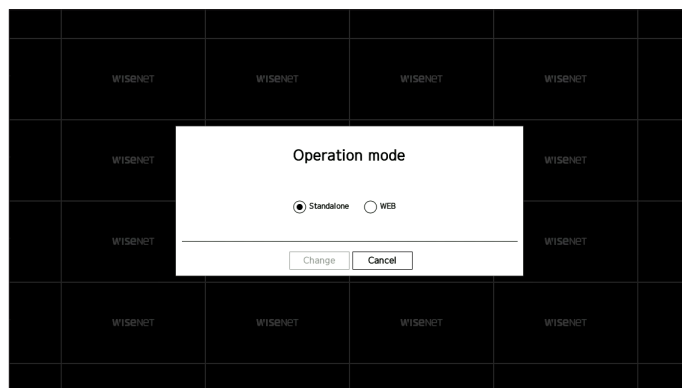 WISENET WISENET WISENET WISENET
WISENET WISENET
Operation mode
Standalone WEB
WISENET WISENET
Change Cancel
WISENET WISENET WISENET WISENET